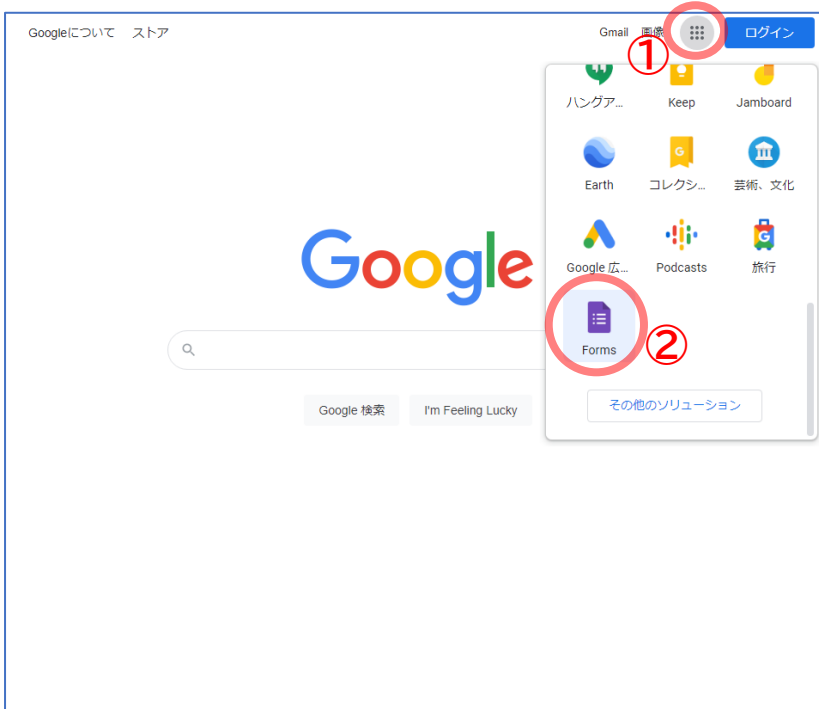 Googleについて ストア
Gmail 画像 ログイン
①
ハングア... Keep Jamboard
Earth コレクシ... 芸術、文化
Google 広... Podcasts 旅行
Google
Forms
②
その他のソリューション
Google 検索 I'm Feeling Lucky